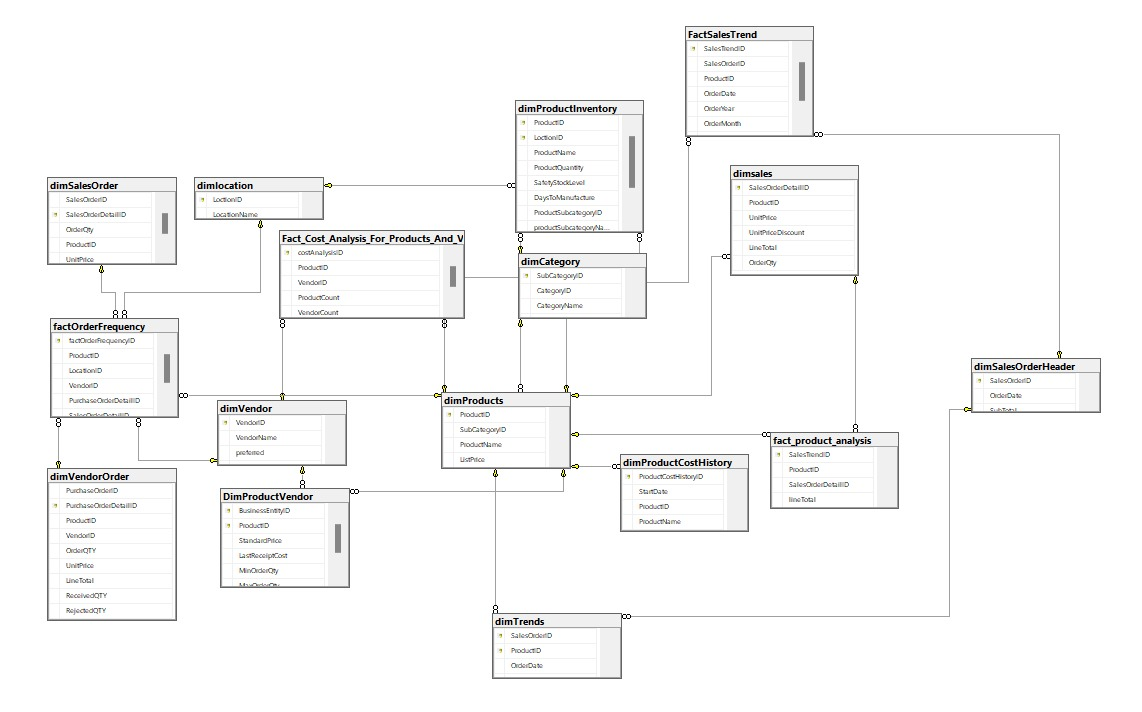 FactSalesTrend
SalesTrendID
SalesOrderID
ProductID
OrderDate
OrderYear
OrderMonth
dimProductInventory
ProductID
LoctionID
ProductName
ProductQuantity
SafetyStockLevel
DaysToManufacture
ProductSubcategoryID
productSubcategoryNa...
dimsales
SalesOrderDetailID
ProductID
UnitPrice
UnitPriceDiscount
LineTotal
OrderQty
dimSalesOrder
SalesOrderID
SalesOrderDetailID
OrderQty
ProductID
UnitPrice
dimlocation
LoctionID
LocationName
Fact_Cost_Analysis_For_Products_And_V
costAnalysisID
ProductID
VendorID
ProductCount
VendorCount
dimCategory
SubCategoryID
CategoryID
CategoryName
factOrderFrequency
factOrderFrequencyID
ProductID
LocationID
VendorID
PurchaseOrderDetailID
SalesOrderDetailID
dimSalesOrderHeader
SalesOrderID
OrderDate
SubTotal
dimVendor
VendorID
VendorName
preferred
dimProducts
ProductID
SubCategoryID
ProductName
ListPrice
fact_product_analysis
SalesTrendID
ProductID
SalesOrderDetailID
lineTotal
dimProductCostHistory
ProductCostHistoryID
StartDate
ProductID
ProductName
dimVendorOrder
PurchaseOrderID
PurchaseOrderDetailID
ProductID
VendorID
OrderQTY
UnitPrice
LineTotal
ReceivedQTY
RejectedQTY
DimProductVendor
BusinessEntityID
ProductID
StandardPrice
LastReceiptCost
MinOrderQty
MaxOrderQty
dimTrends
SalesOrderID
ProductID
OrderDate